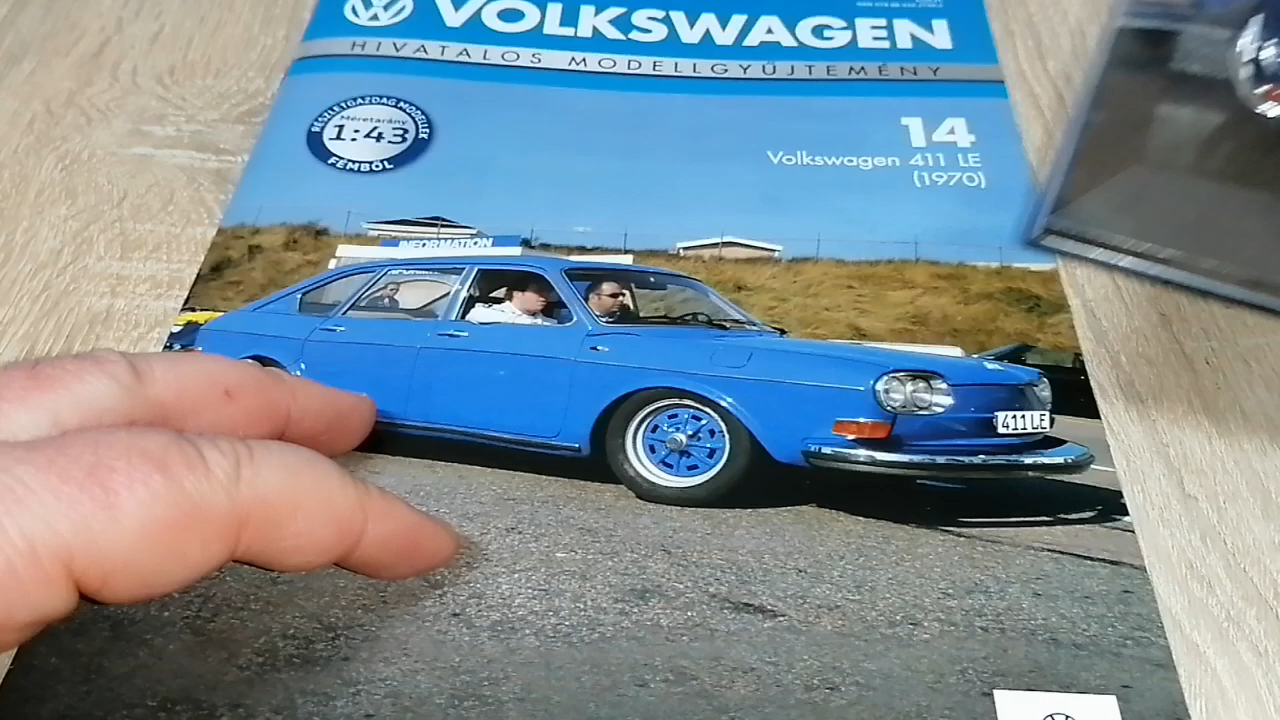 VOLKSWAGEN
HIVATALOS MODELLGYŰJTEMÉNY
RÉSZLETGAZDAG MODELLEK
Méretarány
1:43
FÉMBŐL
14
Volkswagen 411 LE
(1970)
INFORMATION
411 LE